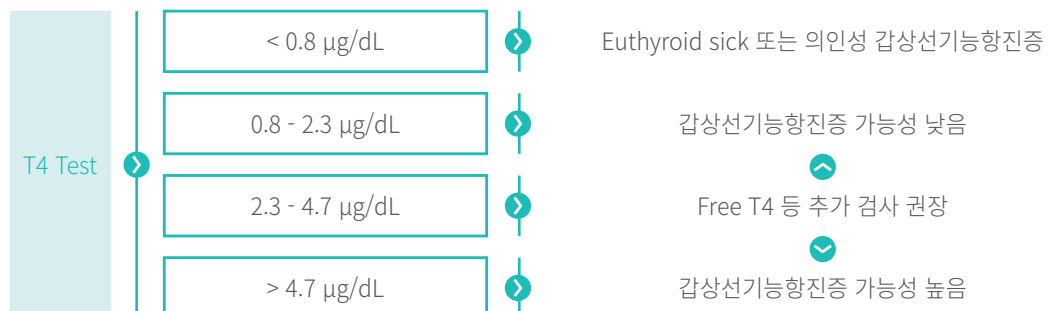 T4 Test
< 0.8 μg/dL
Euthyroid sick 또는 의인성 갑상선기능항진증
0.8 - 2.3 μg/dL
갑상선기능항진증 가능성 낮음
2.3 - 4.7 μg/dL
Free T4 등 추가 검사 권장
> 4.7 μg/dL
갑상선기능항진증 가능성 높음